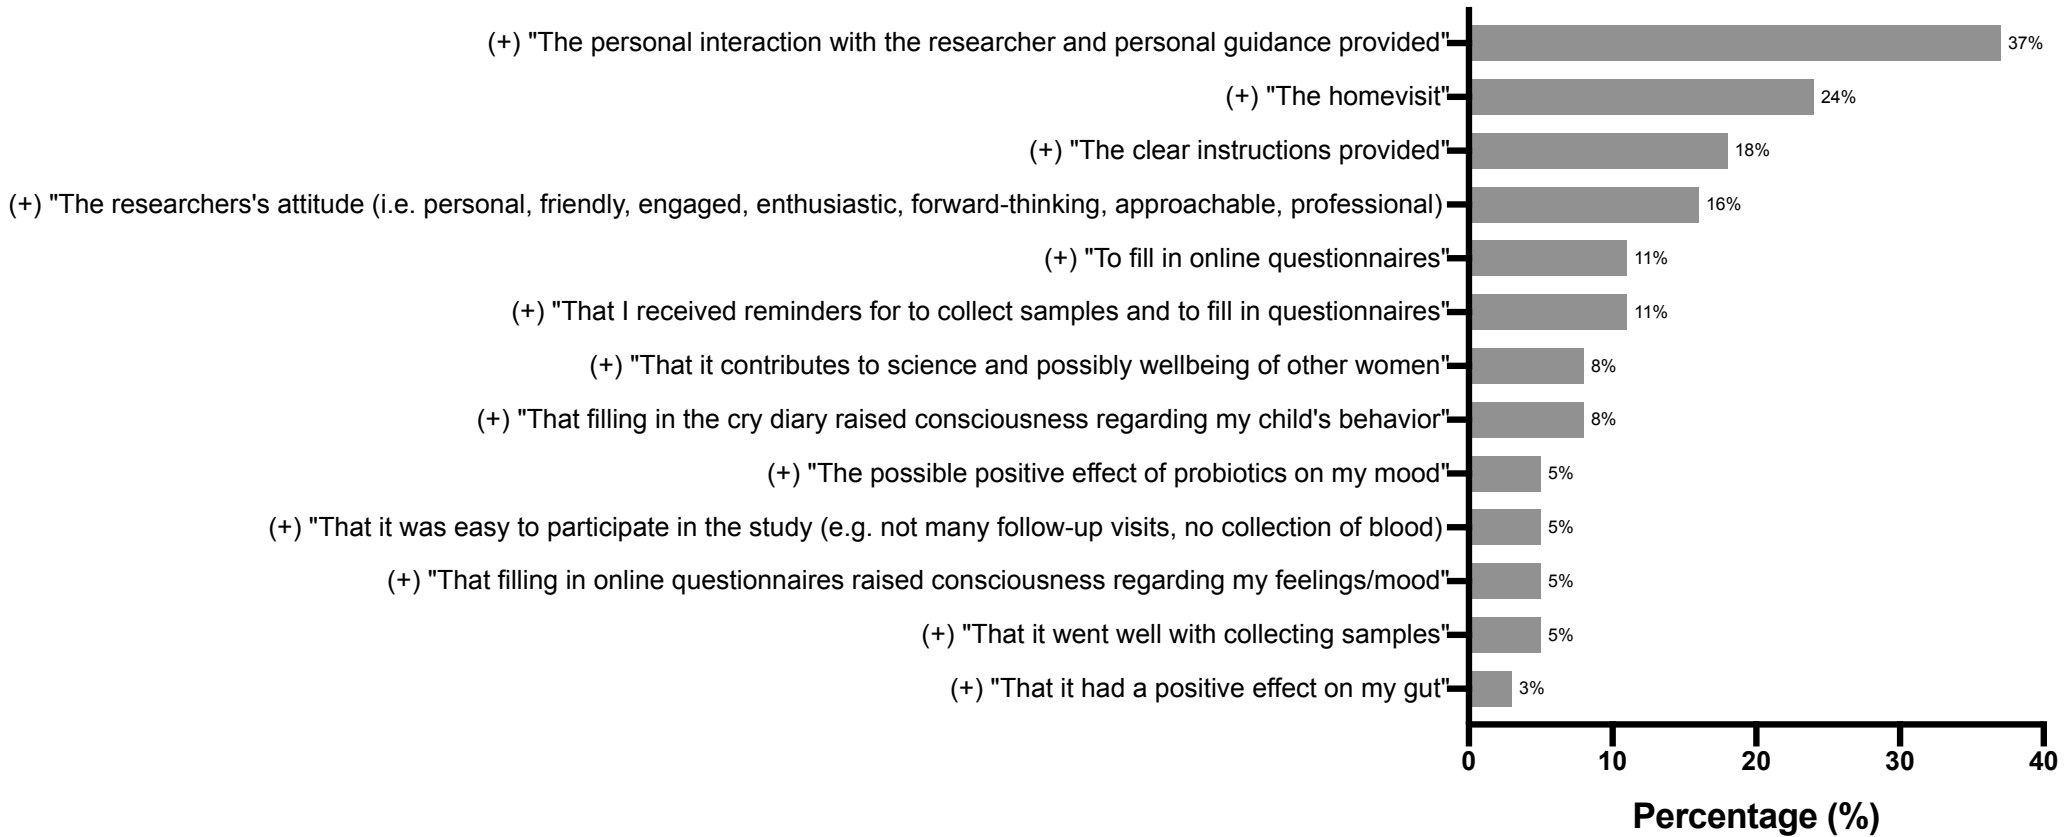 (+) "The personal interaction with the researcher and personal guidance provided" 37%
(+) "The homevisit" 24%
(+) "The clear instructions provided" 18%
(+) "The researchers's attitude (i.e. personal, friendly, engaged, enthusiastic, forward-thinking, approachable, professional) 16%
(+) "To fill in online questionnaires" 11%
(+) "That I received reminders for to collect samples and to fill in questionnaires" 11%
(+) "That it contributes to science and possibly wellbeing of other women" 8%
(+) "That filling in the cry diary raised consciousness regarding my child's behavior" 8%
(+) "The possible positive effect of probiotics on my mood" 5%
(+) "That it was easy to participate in the study (e.g. not many follow-up visits, no collection of blood) 5%
(+) "That filling in online questionnaires raised consciousness regarding my feelings/mood" 5%
(+) "That it went well with collecting samples" 5%
(+) "That it had a positive effect on my gut" 3%
0 10 20 30 40
Percentage (%)